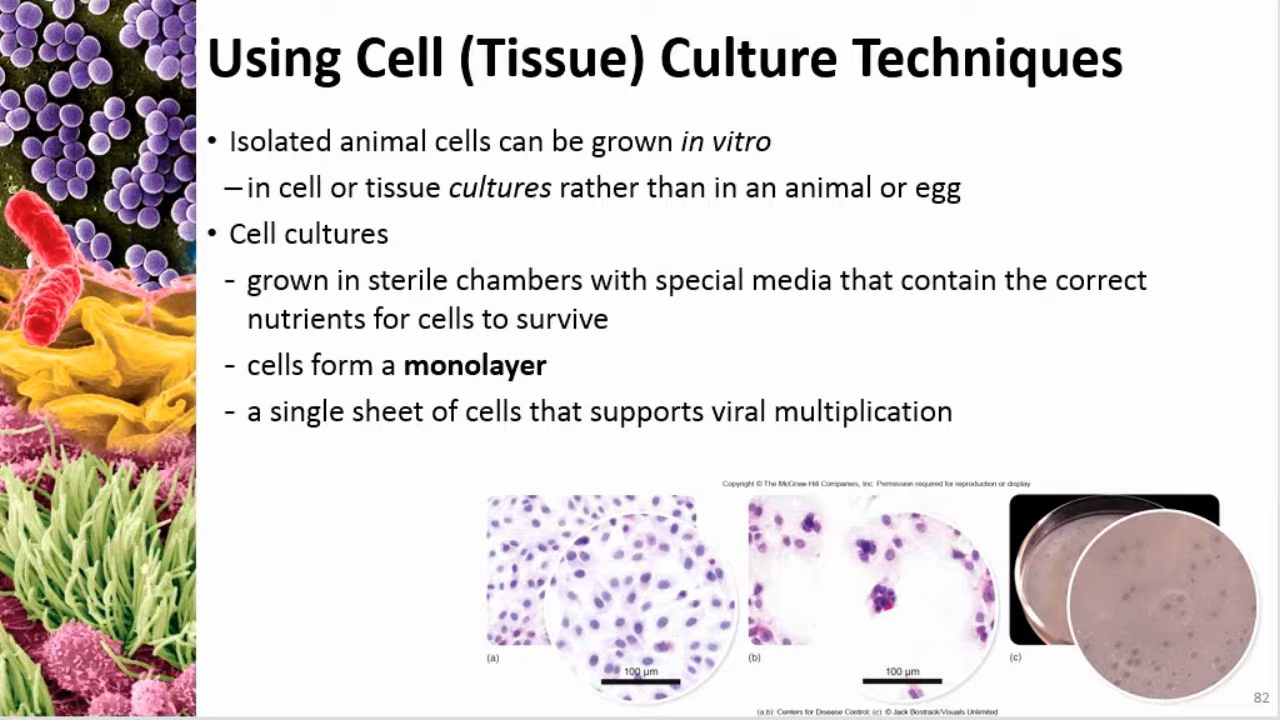 Using Cell (Tissue) Culture Techniques
• Isolated animal cells can be grown in vitro
– in cell or tissue cultures rather than in an animal or egg
• Cell cultures
- grown in sterile chambers with special media that contain the correct
nutrients for cells to survive
- cells form a monolayer
- a single sheet of cells that supports viral multiplication
Copyright © The McGraw-Hill Companies, Inc. Permission required for reproduction or display.
100 µm
100 µm
(a)
(b)
(c)
(a,b): Centers for Disease Control; (c): © Jack Bostrack/Visuals Unlimited
82